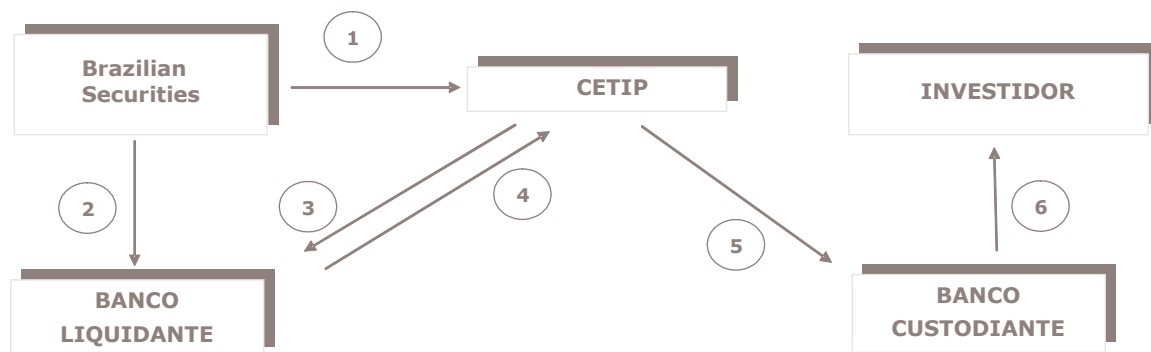 1
Brazilian
Securities
CETIP
INVESTIDOR
2
3
4
5
6
BANCO
LIQUIDANTE
BANCO
CUSTODIANTE